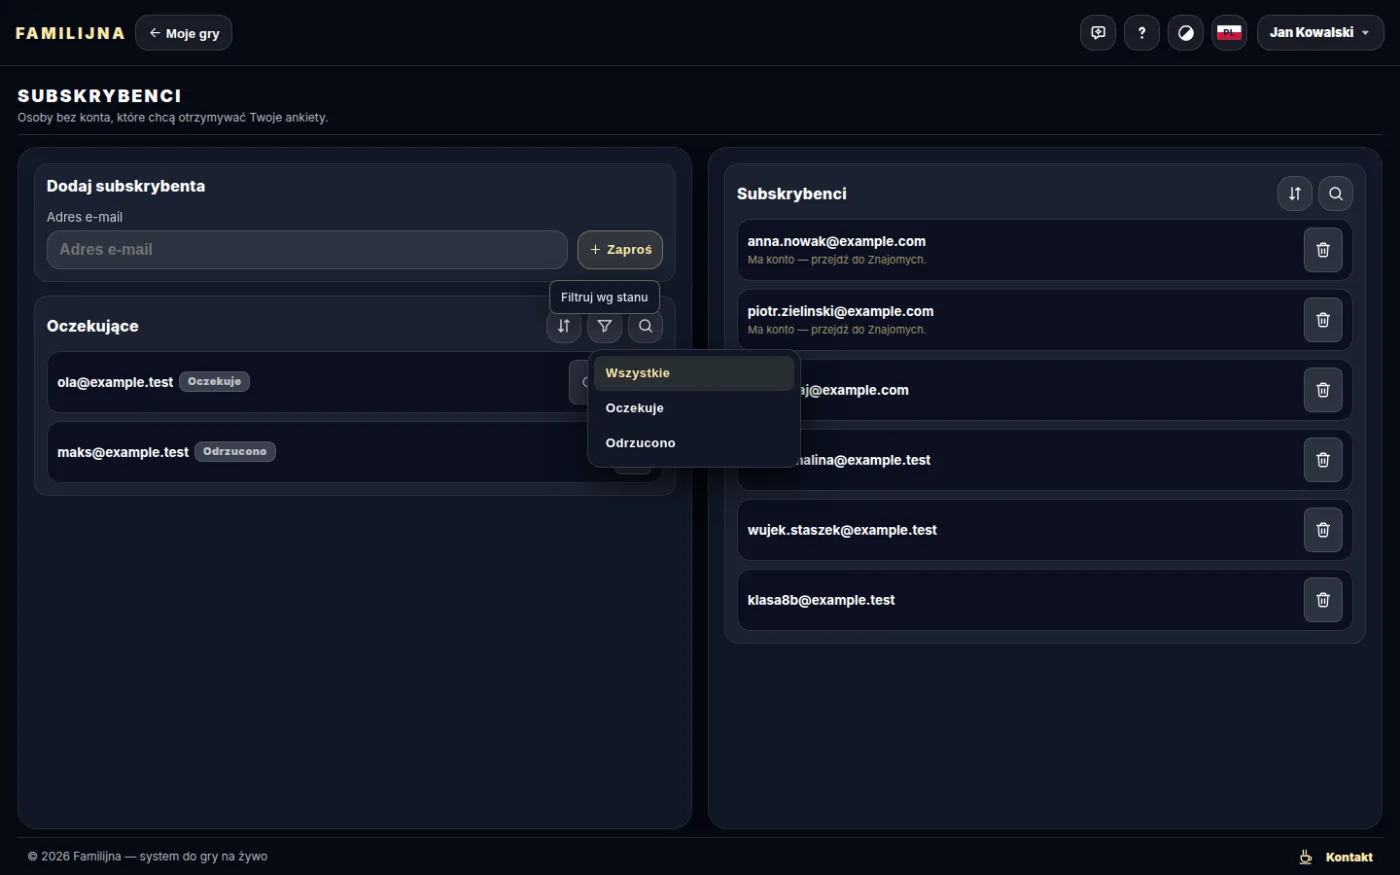 FAMILIJNA
← Moje gry
?
PL
Jan Kowalski
SUBSKRYBENCI
Osoby bez konta, które chcą otrzymywać Twoje ankiety.
Dodaj subskrybenta
Adres e-mail
Adres e-mail
+ Zaproś
Filtruj wg stanu
Oczekujące
ola@example.test Oczekuje
maks@example.test Odrzucono
Wszystkie
Oczekuje
Odrzucono
Subskrybenci
anna.nowak@example.com
Ma konto — przejdź do Znajomych.
piotr.zielinski@example.com
Ma konto — przejdź do Znajomych.
j@example.com
alina@example.test
wujek.staszek@example.test
klasa8b@example.test
© 2026 Familijna — system do gry na żywo
Kontakt